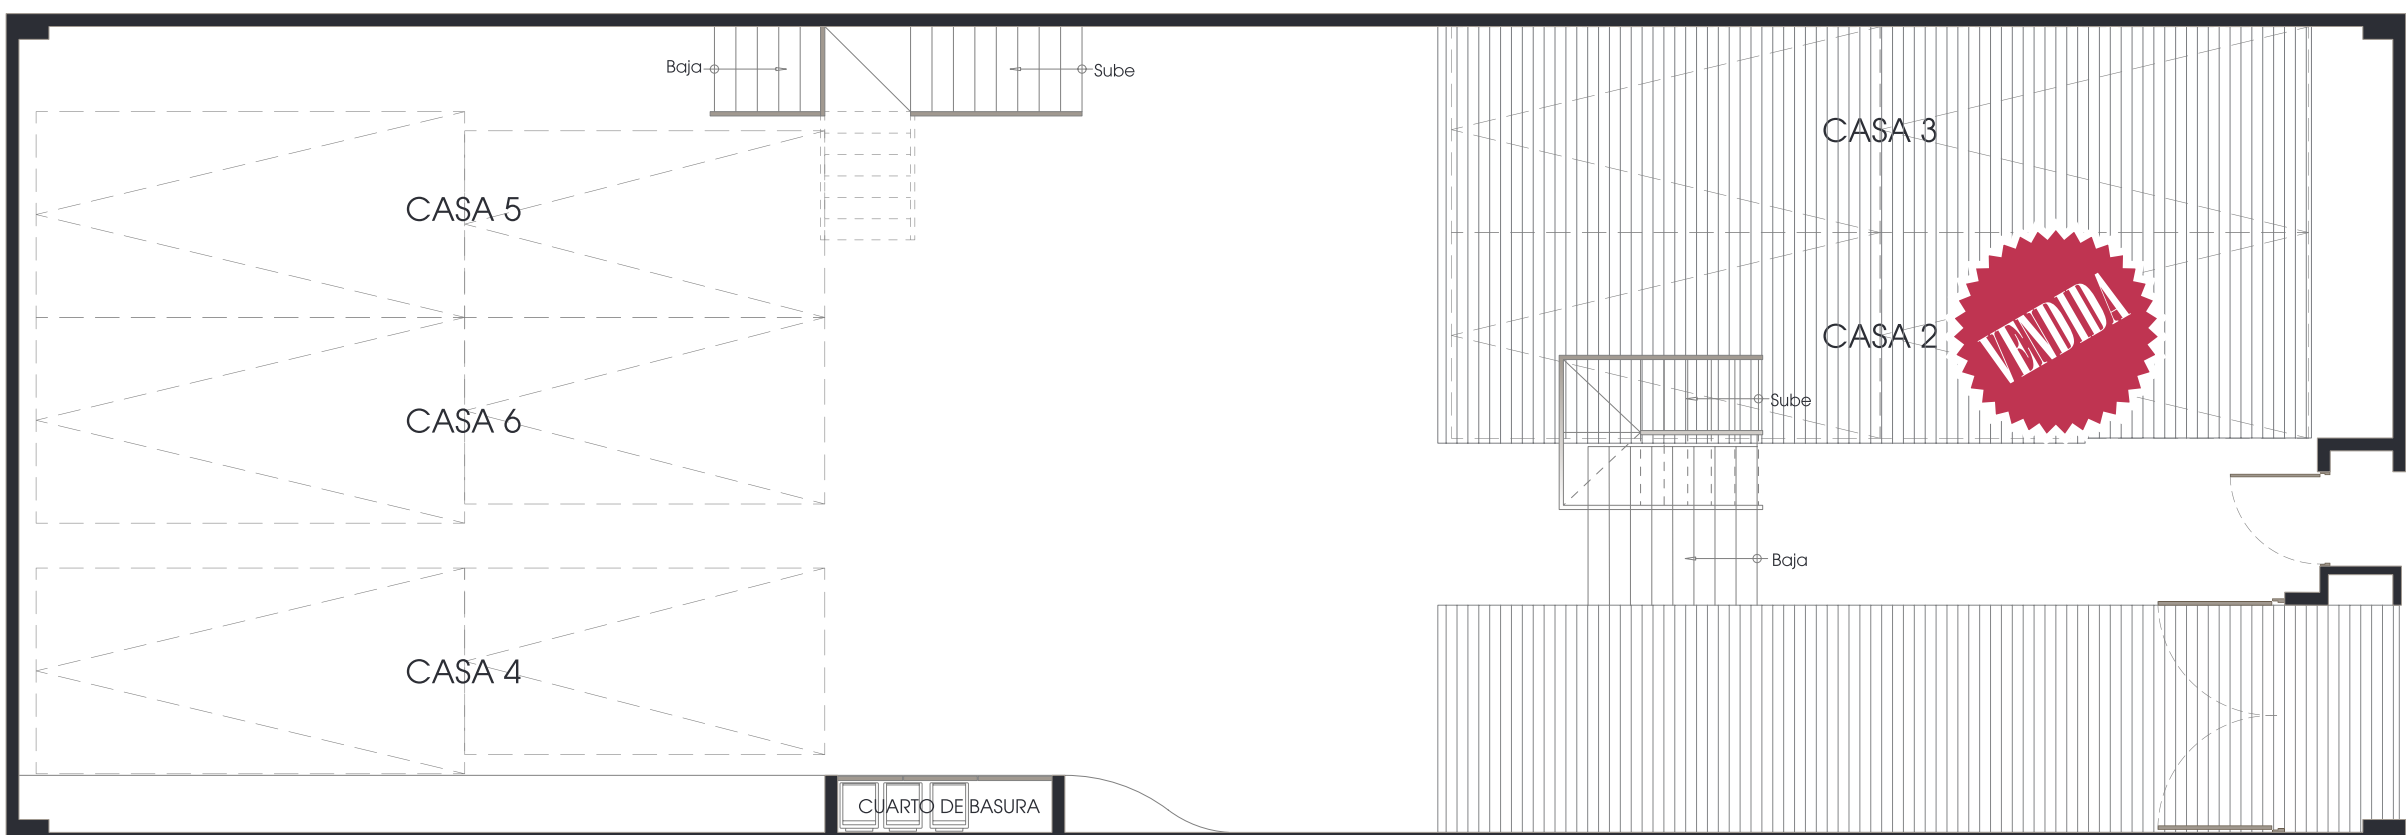 Baja
Sube
CASA 3
CASA 5
CASA 2
VENDIDA
Sube
CASA 6
Baja
CASA 4
CUARTO DE BASURA